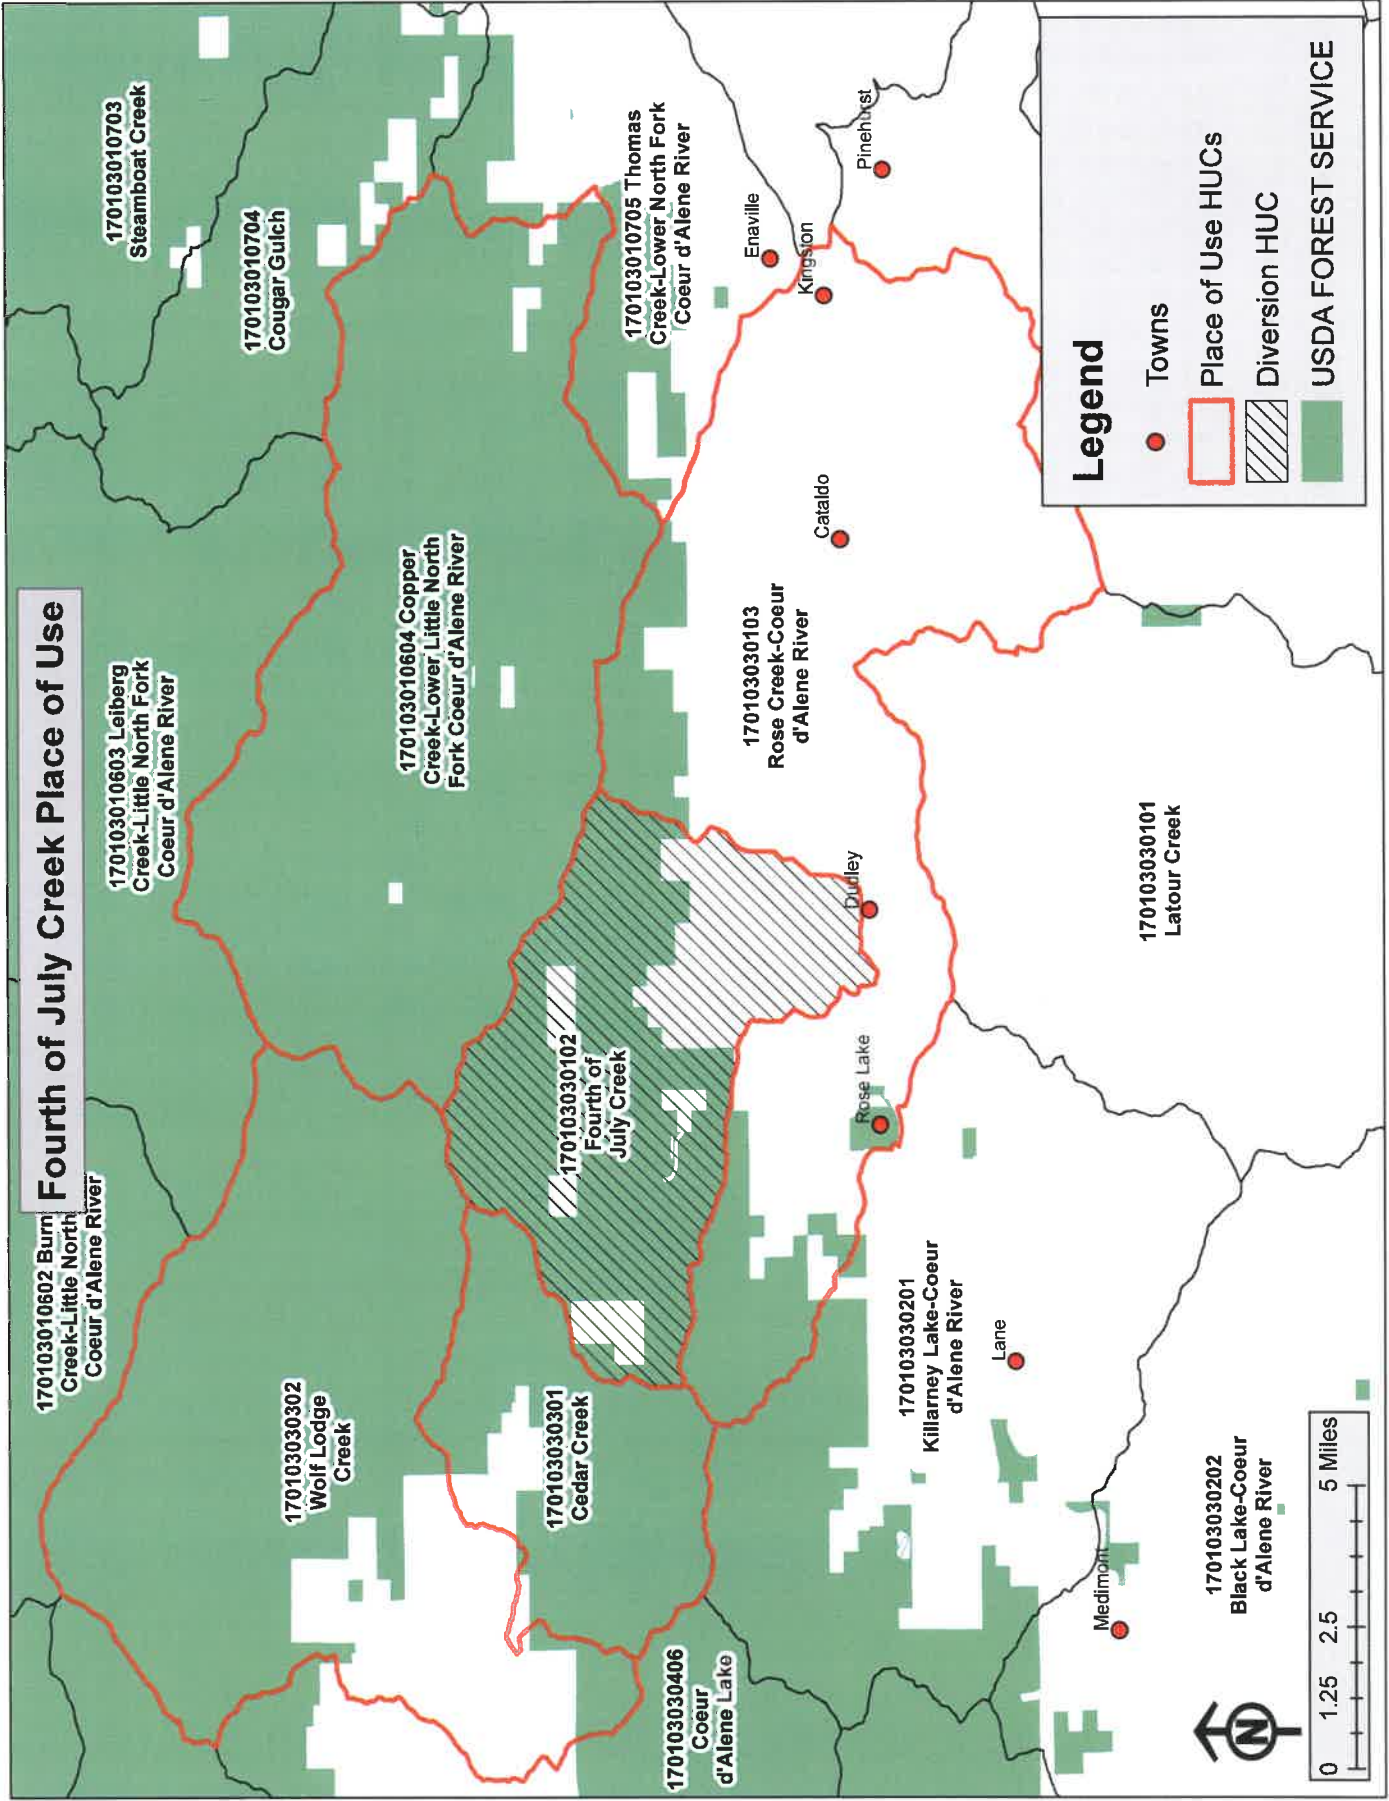 Fourth of July Creek Place of Use
170103010602 Burn
Creek-Little North
Coeur d'Alene River
170103010603 Leiberg
Creek-Little North Fork
Coeur d'Alene River
170103010703
Steamboat Creek
170103010704
Cougar Gulch
170103030302
Wolf Lodge
Creek
170103010604 Copper
Creek-Lower Little North
Fork Coeur d'Alene River
170103010705 Thomas
Creek-Lower North Fork
Coeur d'Alene River
170103030301
Cedar Creek
170103030102
Fourth of
July Creek
170103030406
Coeur
d'Alene Lake
170103030103
Rose Creek-Coeur
d'Alene River
Enaville
Kingston
Pinehurst
Cataldo
Dudley
Rose Lake
170103030201
Killarney Lake-Coeur
d'Alene River
Lane
Medimont
170103030101
Latour Creek
170103030202
Black Lake-Coeur
d'Alene River
Legend
Towns
Place of Use HUCs
Diversion HUC
USDA FOREST SERVICE
N
0 1.25 2.5 5 Miles